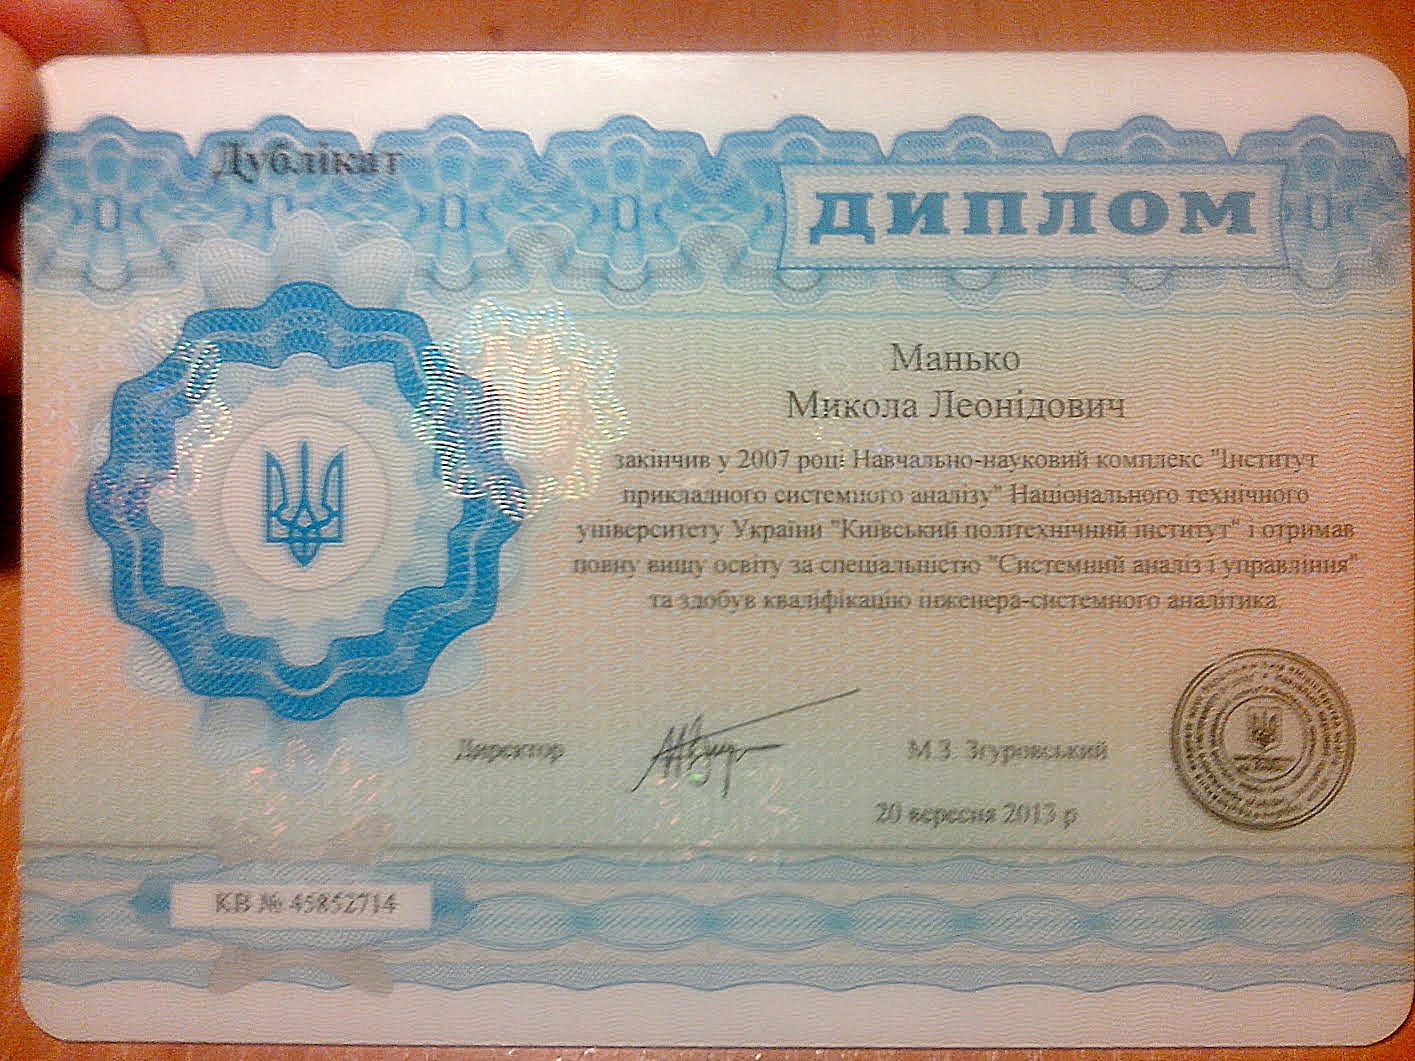 Дублікат
ДИПЛОМ
Манько
Микола Леонідович
закінчив у 2007 році Навчально-науковий комплекс "Інститут
прикладного системного аналізу" Національного технічного
університету України "Київський політехнічний інститут" і отримав
повну вищу освіту за спеціальністю "Системний аналіз і управління"
та здобув кваліфікацію інженера-системного аналітика
Директор М.З. Згуровський
20 вересня 2013 р
КВ № 45852714